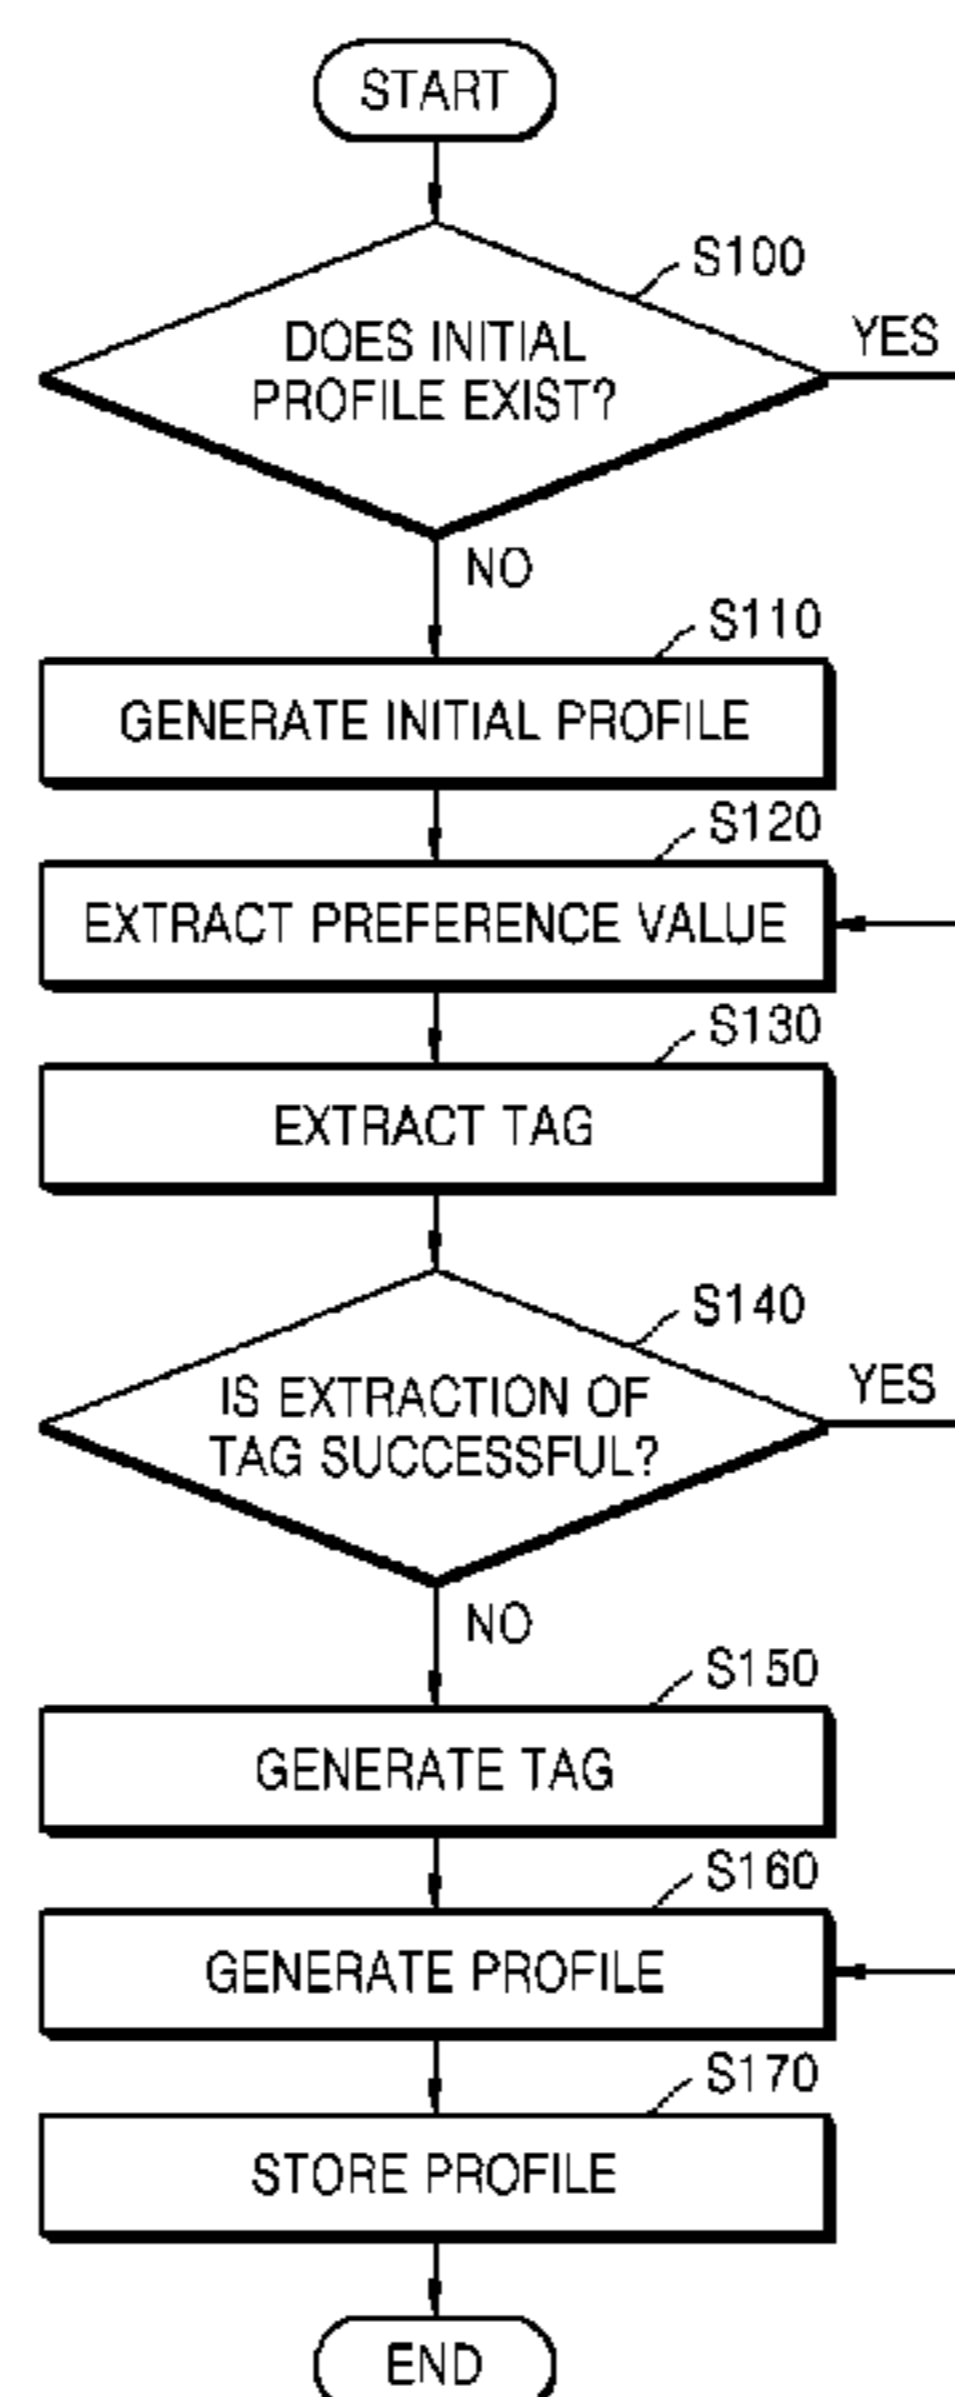 START
S100
DOES INITIAL
PROFILE EXIST?
YES
NO
S110
GENERATE INITIAL PROFILE
S120
EXTRACT PREFERENCE VALUE
S130
EXTRACT TAG
S140
IS EXTRACTION OF
TAG SUCCESSFUL?
YES
NO
S150
GENERATE TAG
S160
GENERATE PROFILE
S170
STORE PROFILE
END